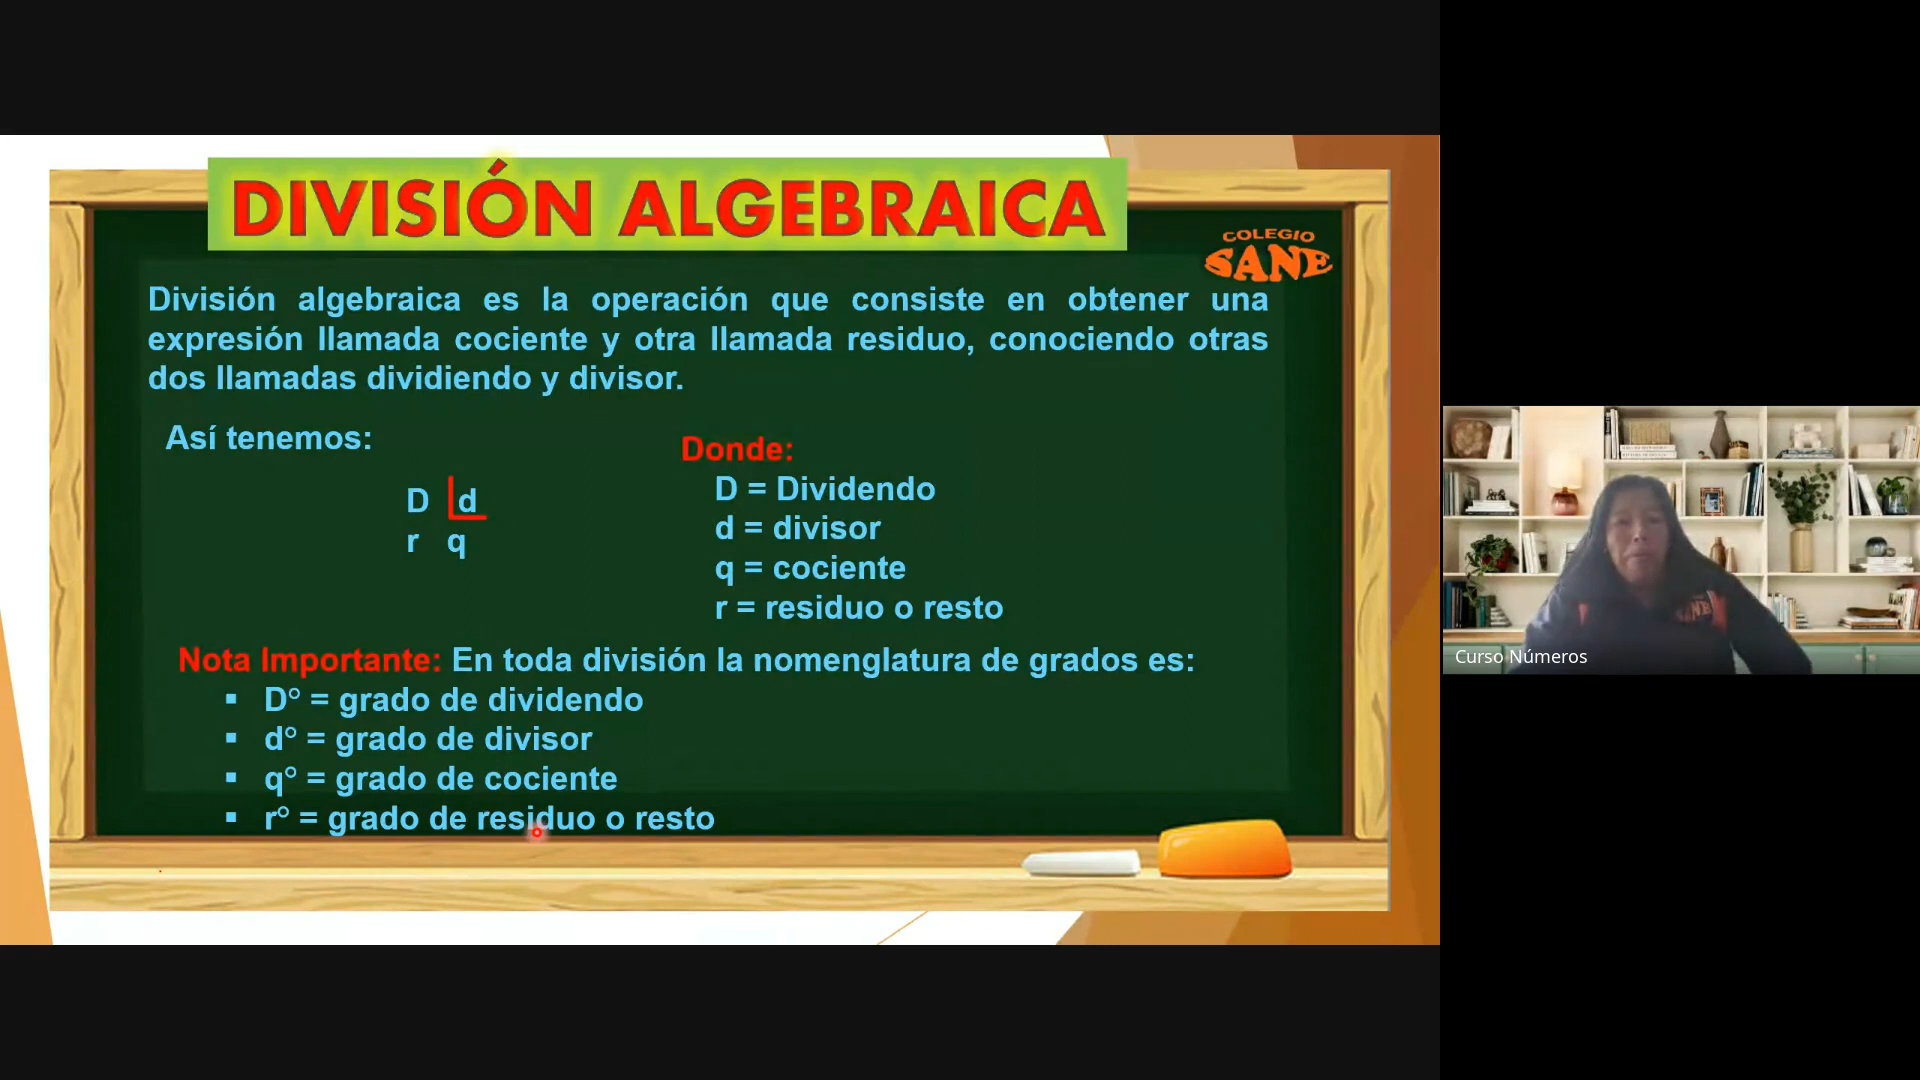 DIVISIÓN ALGEBRAICA
COLEGIO
SANE
División algebraica es la operación que consiste en obtener una
expresión llamada cociente y otra llamada residuo, conociendo otras
dos llamadas dividiendo y divisor.
Así tenemos:
D d
r q
Donde:
D = Dividendo
d = divisor
q = cociente
r = residuo o resto
Nota Importante: En toda división la nomenglatura de grados es:
▪ D° = grado de dividendo
▪ d° = grado de divisor
▪ q° = grado de cociente
▪ r° = grado de residuo o resto
SANE
Curso Números